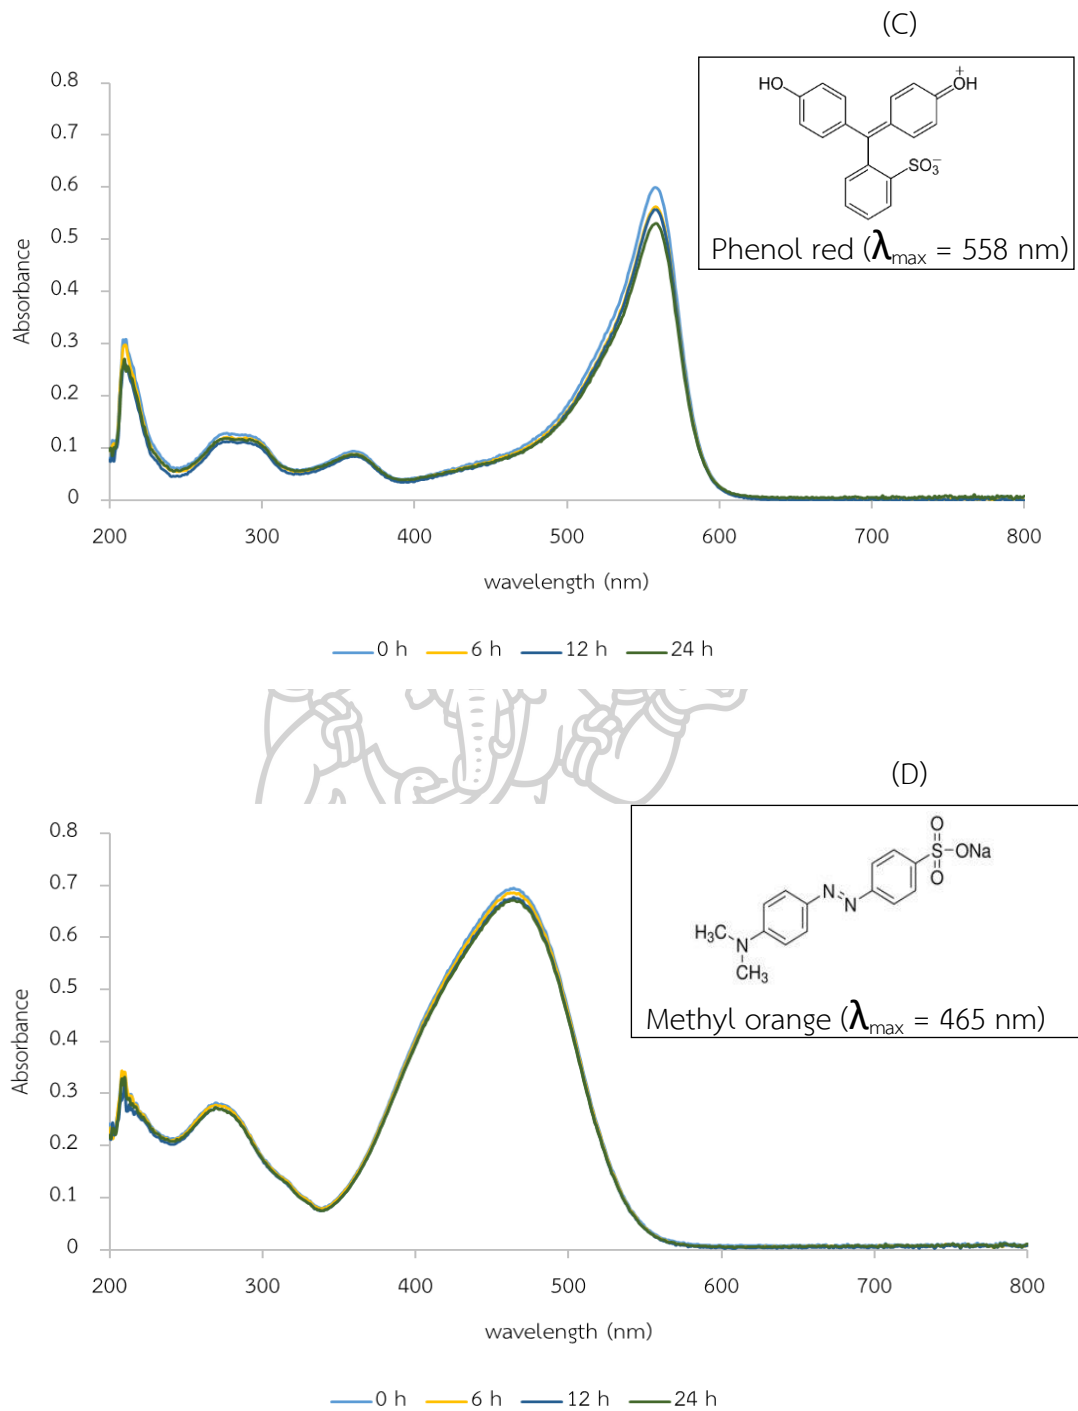 (C)
HO
+
OH
SO3−
Phenol red (λmax = 558 nm)
0.8
0.7
0.6
0.5
0.4
0.3
0.2
0.1
0
Absorbance
200 300 400 500 600 700 800
wavelength (nm)
0 h 6 h 12 h 24 h
(D)
O
S ONa
O
N
N
H3C
N
CH3
Methyl orange (λmax = 465 nm)
0.8
0.7
0.6
0.5
0.4
0.3
0.2
0.1
0
Absorbance
200 300 400 500 600 700 800
wavelength (nm)
0 h 6 h 12 h 24 h